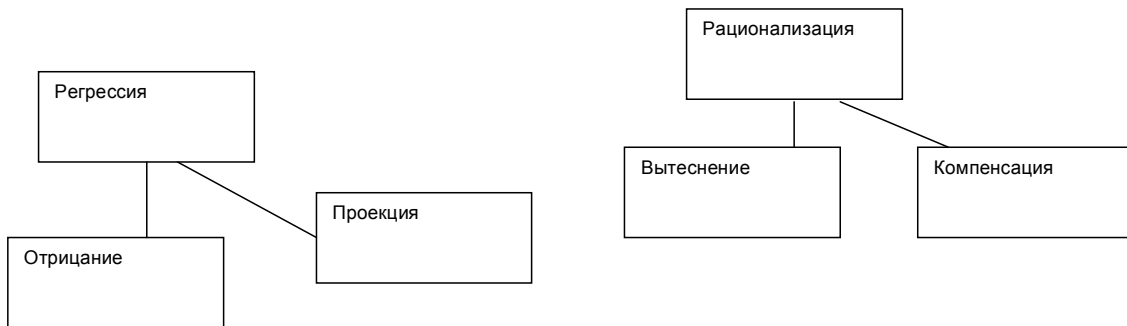 Рационализация
Регрессия
Вытеснение
Компенсация
Проекция
Отрицание